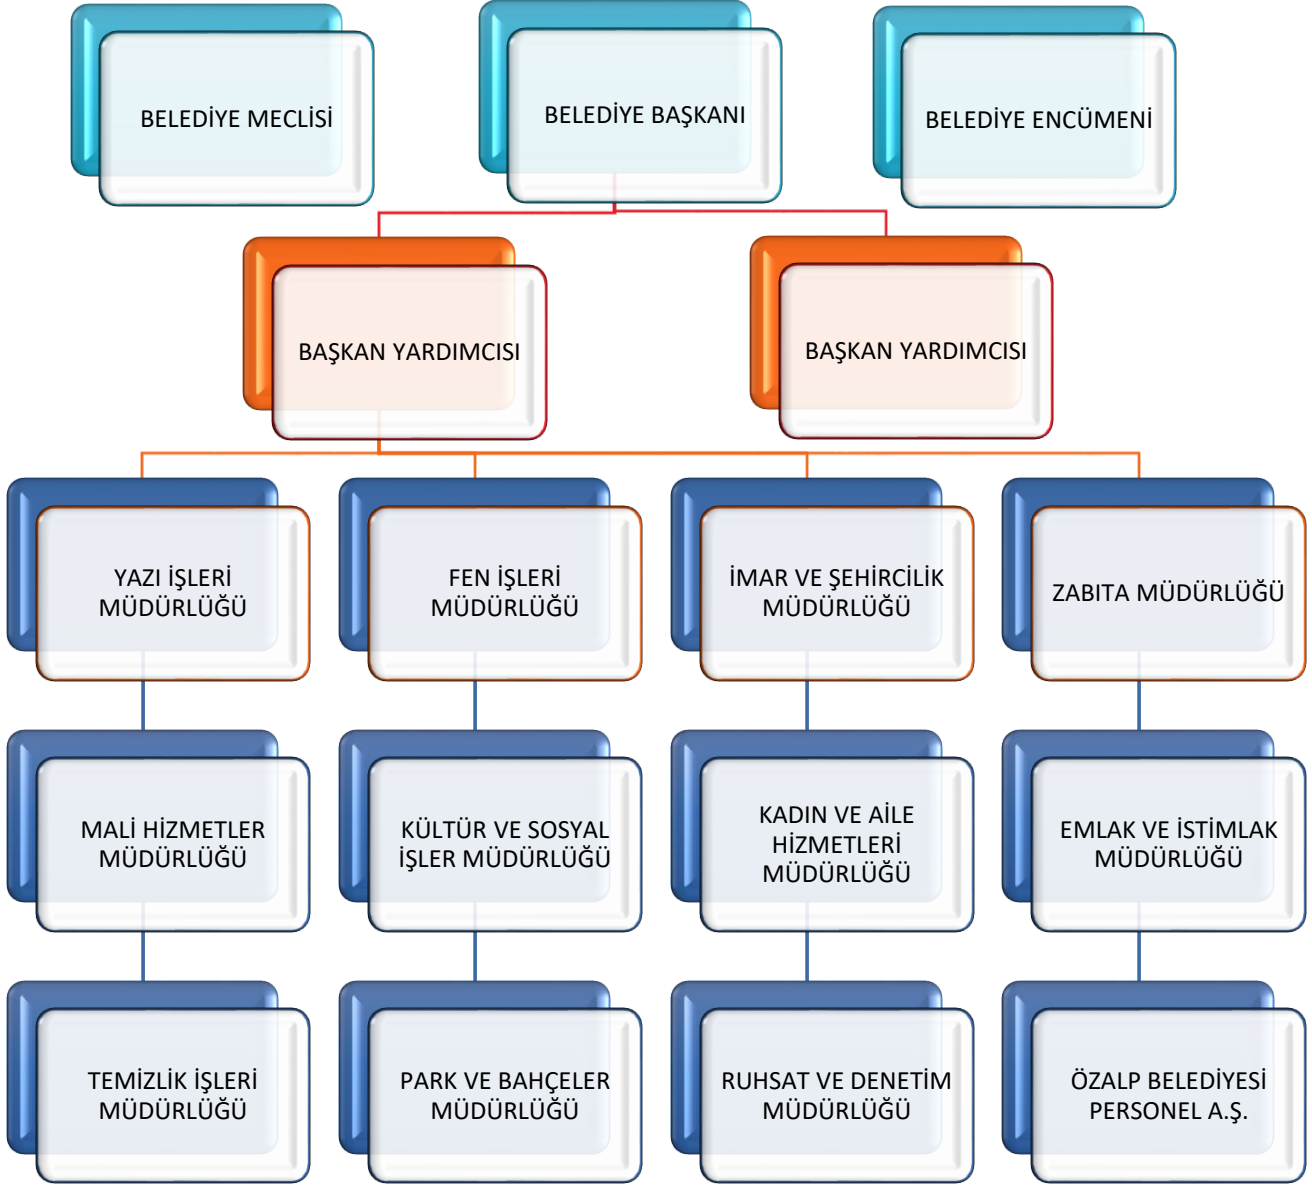 BELEDİYE MECLİSİ
BELEDİYE BAŞKANI
BELEDİYE ENCÜMENİ
BAŞKAN YARDIMCISI
BAŞKAN YARDIMCISI
YAZI İŞLERİ
MÜDÜRLÜĞÜ
FEN İŞLERİ
MÜDÜRLÜĞÜ
İMAR VE ŞEHİRCİLİK
MÜDÜRLÜĞÜ
ZABITA MÜDÜRLÜĞÜ
MALİ HİZMETLER
MÜDÜRLÜĞÜ
KÜLTÜR VE SOSYAL
İŞLER MÜDÜRLÜĞÜ
KADIN VE AİLE
HİZMETLERİ
MÜDÜRLÜĞÜ
EMLAK VE İSTİMLAK
MÜDÜRLÜĞÜ
TEMİZLİK İŞLERİ
MÜDÜRLÜĞÜ
PARK VE BAHÇELER
MÜDÜRLÜĞÜ
RUHSAT VE DENETİM
MÜDÜRLÜĞÜ
ÖZALP BELEDİYESİ
PERSONEL A.Ş.